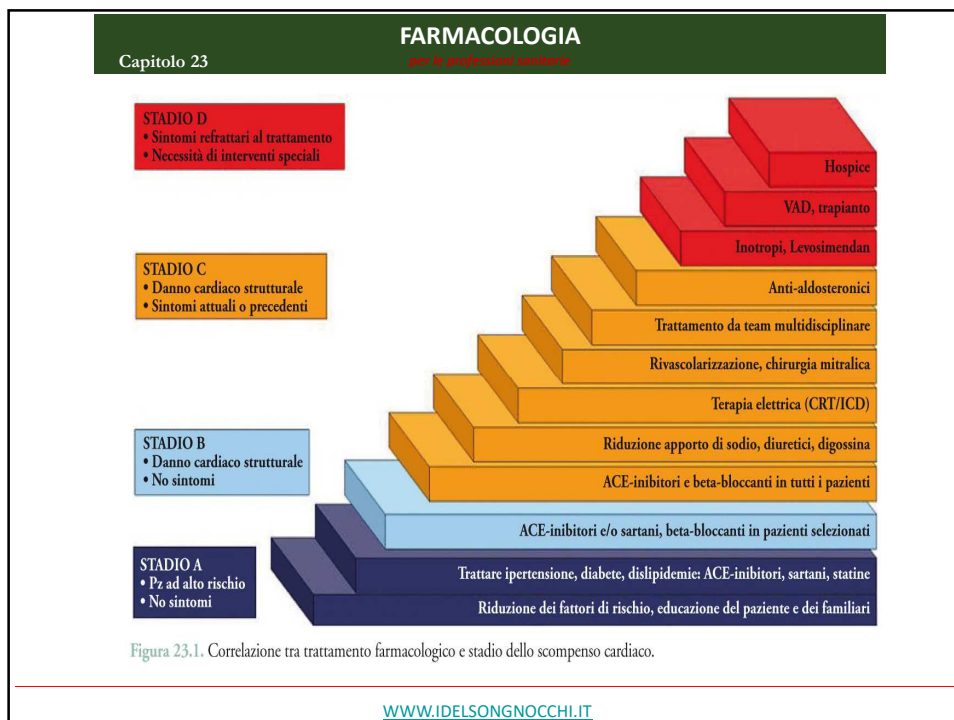 FARMACOLOGIA
per le professioni sanitarie
Capitolo 23
STADIO D
• Sintomi refrattari al trattamento
• Necessità di interventi speciali
Hospice
VAD, trapianto
Inotropi, Levosimendan
STADIO C
• Danno cardiaco strutturale
• Sintomi attuali o precedenti
Anti-aldosteronici
Trattamento da team multidisciplinare
Rivascolarizzazione, chirurgia mitralica
Terapia elettrica (CRT/ICD)
Riduzione apporto di sodio, diuretici, digossina
ACE-inibitori e beta-bloccanti in tutti i pazienti
STADIO B
• Danno cardiaco strutturale
• No sintomi
ACE-inibitori e/o sartani, beta-bloccanti in pazienti selezionati
STADIO A
• Pz ad alto rischio
• No sintomi
Trattare ipertensione, diabete, dislipidemie: ACE-inibitori, sartani, statine
Riduzione dei fattori di rischio, educazione del paziente e dei familiari
Figura 23.1. Correlazione tra trattamento farmacologico e stadio dello scompenso cardiaco.
WWW.IDELSONGNOCCHI.IT